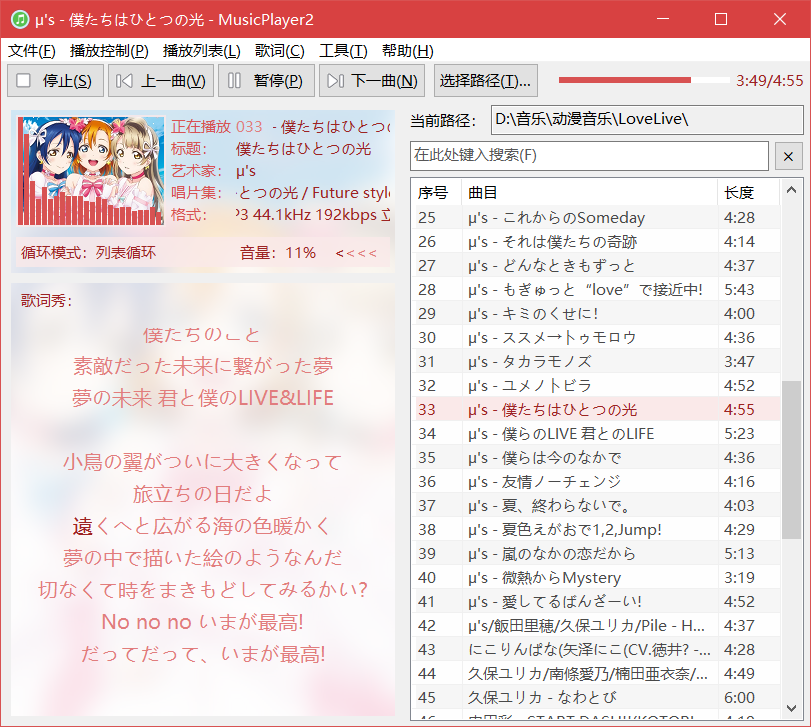 μ's - 僕たちはひとつの光 - MusicPlayer2
文件(F) 播放控制(P) 播放列表(L) 歌词(C) 工具(T) 帮助(H)
停止(S) 上一曲(V) 暂停(P) 下一曲(N) 选择路径(T)... 3:49/4:55
正在播放 033 - 僕たちはひとつ
标题: 僕たちはひとつの光
艺术家: μ's
唱片集: とつの光 / Future style
格式: P3 44.1kHz 192kbps 立
循环模式: 列表循环 音量: 11% <<<<
歌词秀:
僕たちのこと
素敵だった未来に繋がった夢
夢の未来 君と僕のLIVE&LIFE
小鳥の翼がついに大きくなって
旅立ちの日だよ
遠くへと広がる海の色暖かく
夢の中で描いた絵のようなんだ
切なくて時をまきもどしてみるかい?
No no no いまが最高!
だってだって、いまが最高!
当前路径: D:\音乐\动漫音乐\LoveLive\
在此处键入搜索(F)
序号 曲目 长度
25 μ's - これからのSomeday 4:28
26 μ's - それは僕たちの奇跡 4:14
27 μ's - どんなときもずっと 4:37
28 μ's - もぎゅっと“love”で接近中! 5:43
29 μ's - キミのくせに! 4:00
30 μ's - ススメ→トゥモロウ 4:36
31 μ's - タカラモノズ 3:47
32 μ's - ユメノトビラ 4:52
33 μ's - 僕たちはひとつの光 4:55
34 μ's - 僕らのLIVE 君とのLIFE 5:23
35 μ's - 僕らは今のなかで 4:36
36 μ's - 友情ノーチェンジ 4:16
37 μ's - 夏、終わらないで。 4:03
38 μ's - 夏色えがおで1,2,Jump! 4:29
39 μ's - 嵐のなかの恋だから 5:13
40 μ's - 微熱からMystery 3:19
41 μ's - 愛してるばんざーい! 4:52
42 μ's/飯田里穂/久保ユリカ/Pile - H... 4:37
43 にこりんぱな(矢泽にこ(CV.徳井? -... 4:28
44 久保ユリカ/南條愛乃/楠田亜衣奈/... 4:49
45 久保ユリカ - なわとび 6:00